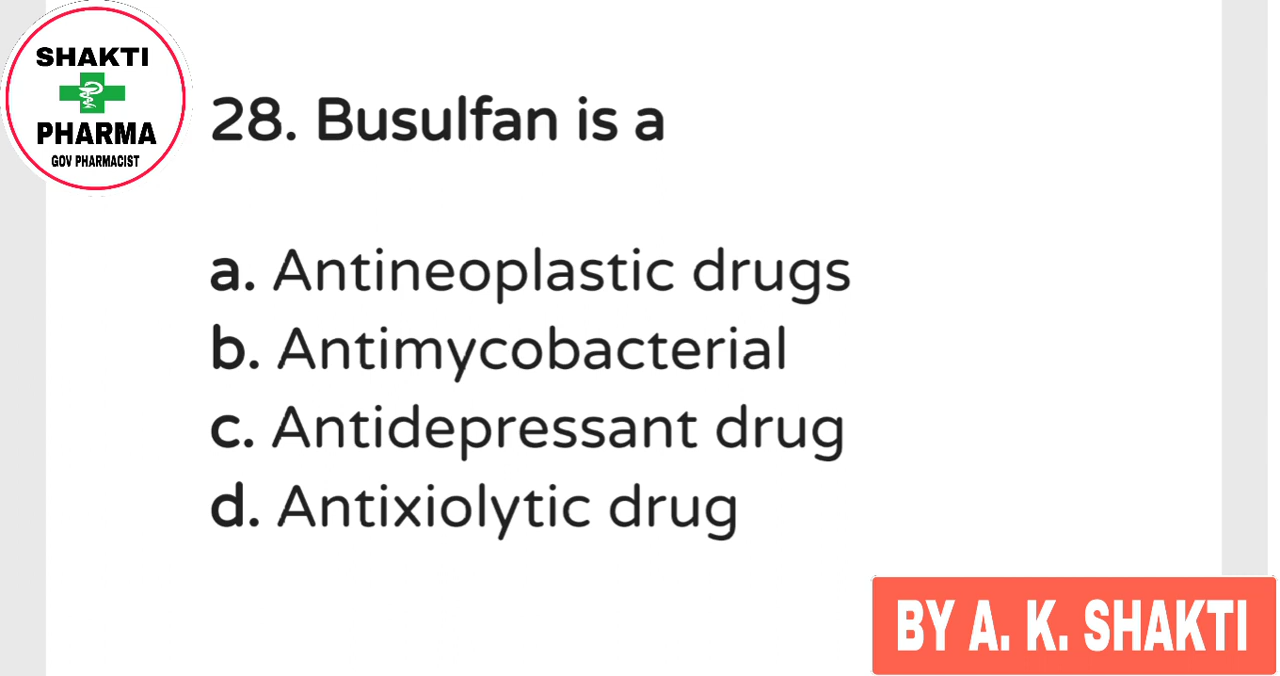 SHAKTI
PHARMA
GOV PHARMACIST
28. Busulfan is a
a. Antineoplastic drugs
b. Antimycobacterial
c. Antidepressant drug
d. Antixiolytic drug
BY A. K. SHAKTI